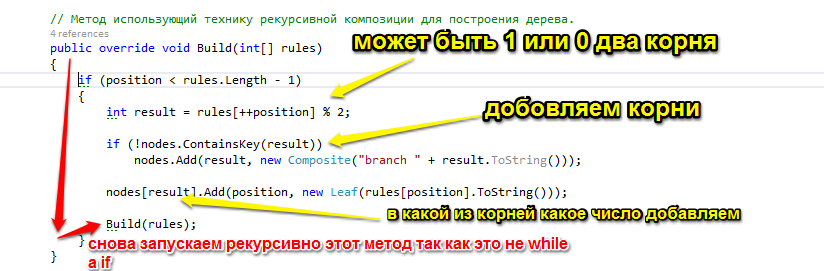 // Метод использующий технику рекурсивной композиции для построения дерева.
4 references
public override void Build(int[] rules)
может быть 1 или 0 два корня
{
if (position < rules.Length - 1)
{
int result = rules[++position] % 2;
добовляем корни
if (!nodes.ContainsKey(result))
nodes.Add(result, new Composite("branch " + result.ToString()));
nodes[result].Add(position, new Leaf(rules[position].ToString()));
в какой из корней какое число добавляем
Build(rules);
}
снова запускаем рекурсивно этот метод так как это не while
а if
}